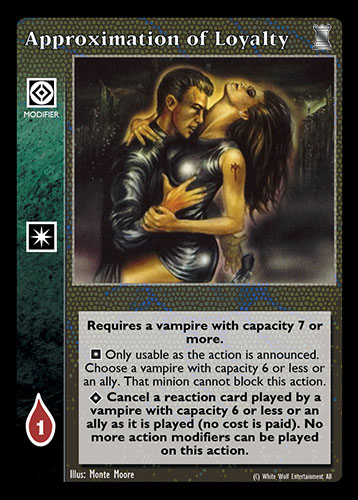 Approximation of Loyalty
MODIFIER
Requires a vampire with capacity 7 or
more.
Only usable as the action is announced.
Choose a vampire with capacity 6 or less or
an ally. That minion cannot block this action.
Cancel a reaction card played by a
vampire with capacity 6 or less or an
ally as it is played (no cost is paid). No
more action modifiers can be played
on this action.
1
Illus: Monte Moore
(C) White Wolf Entertainment AB